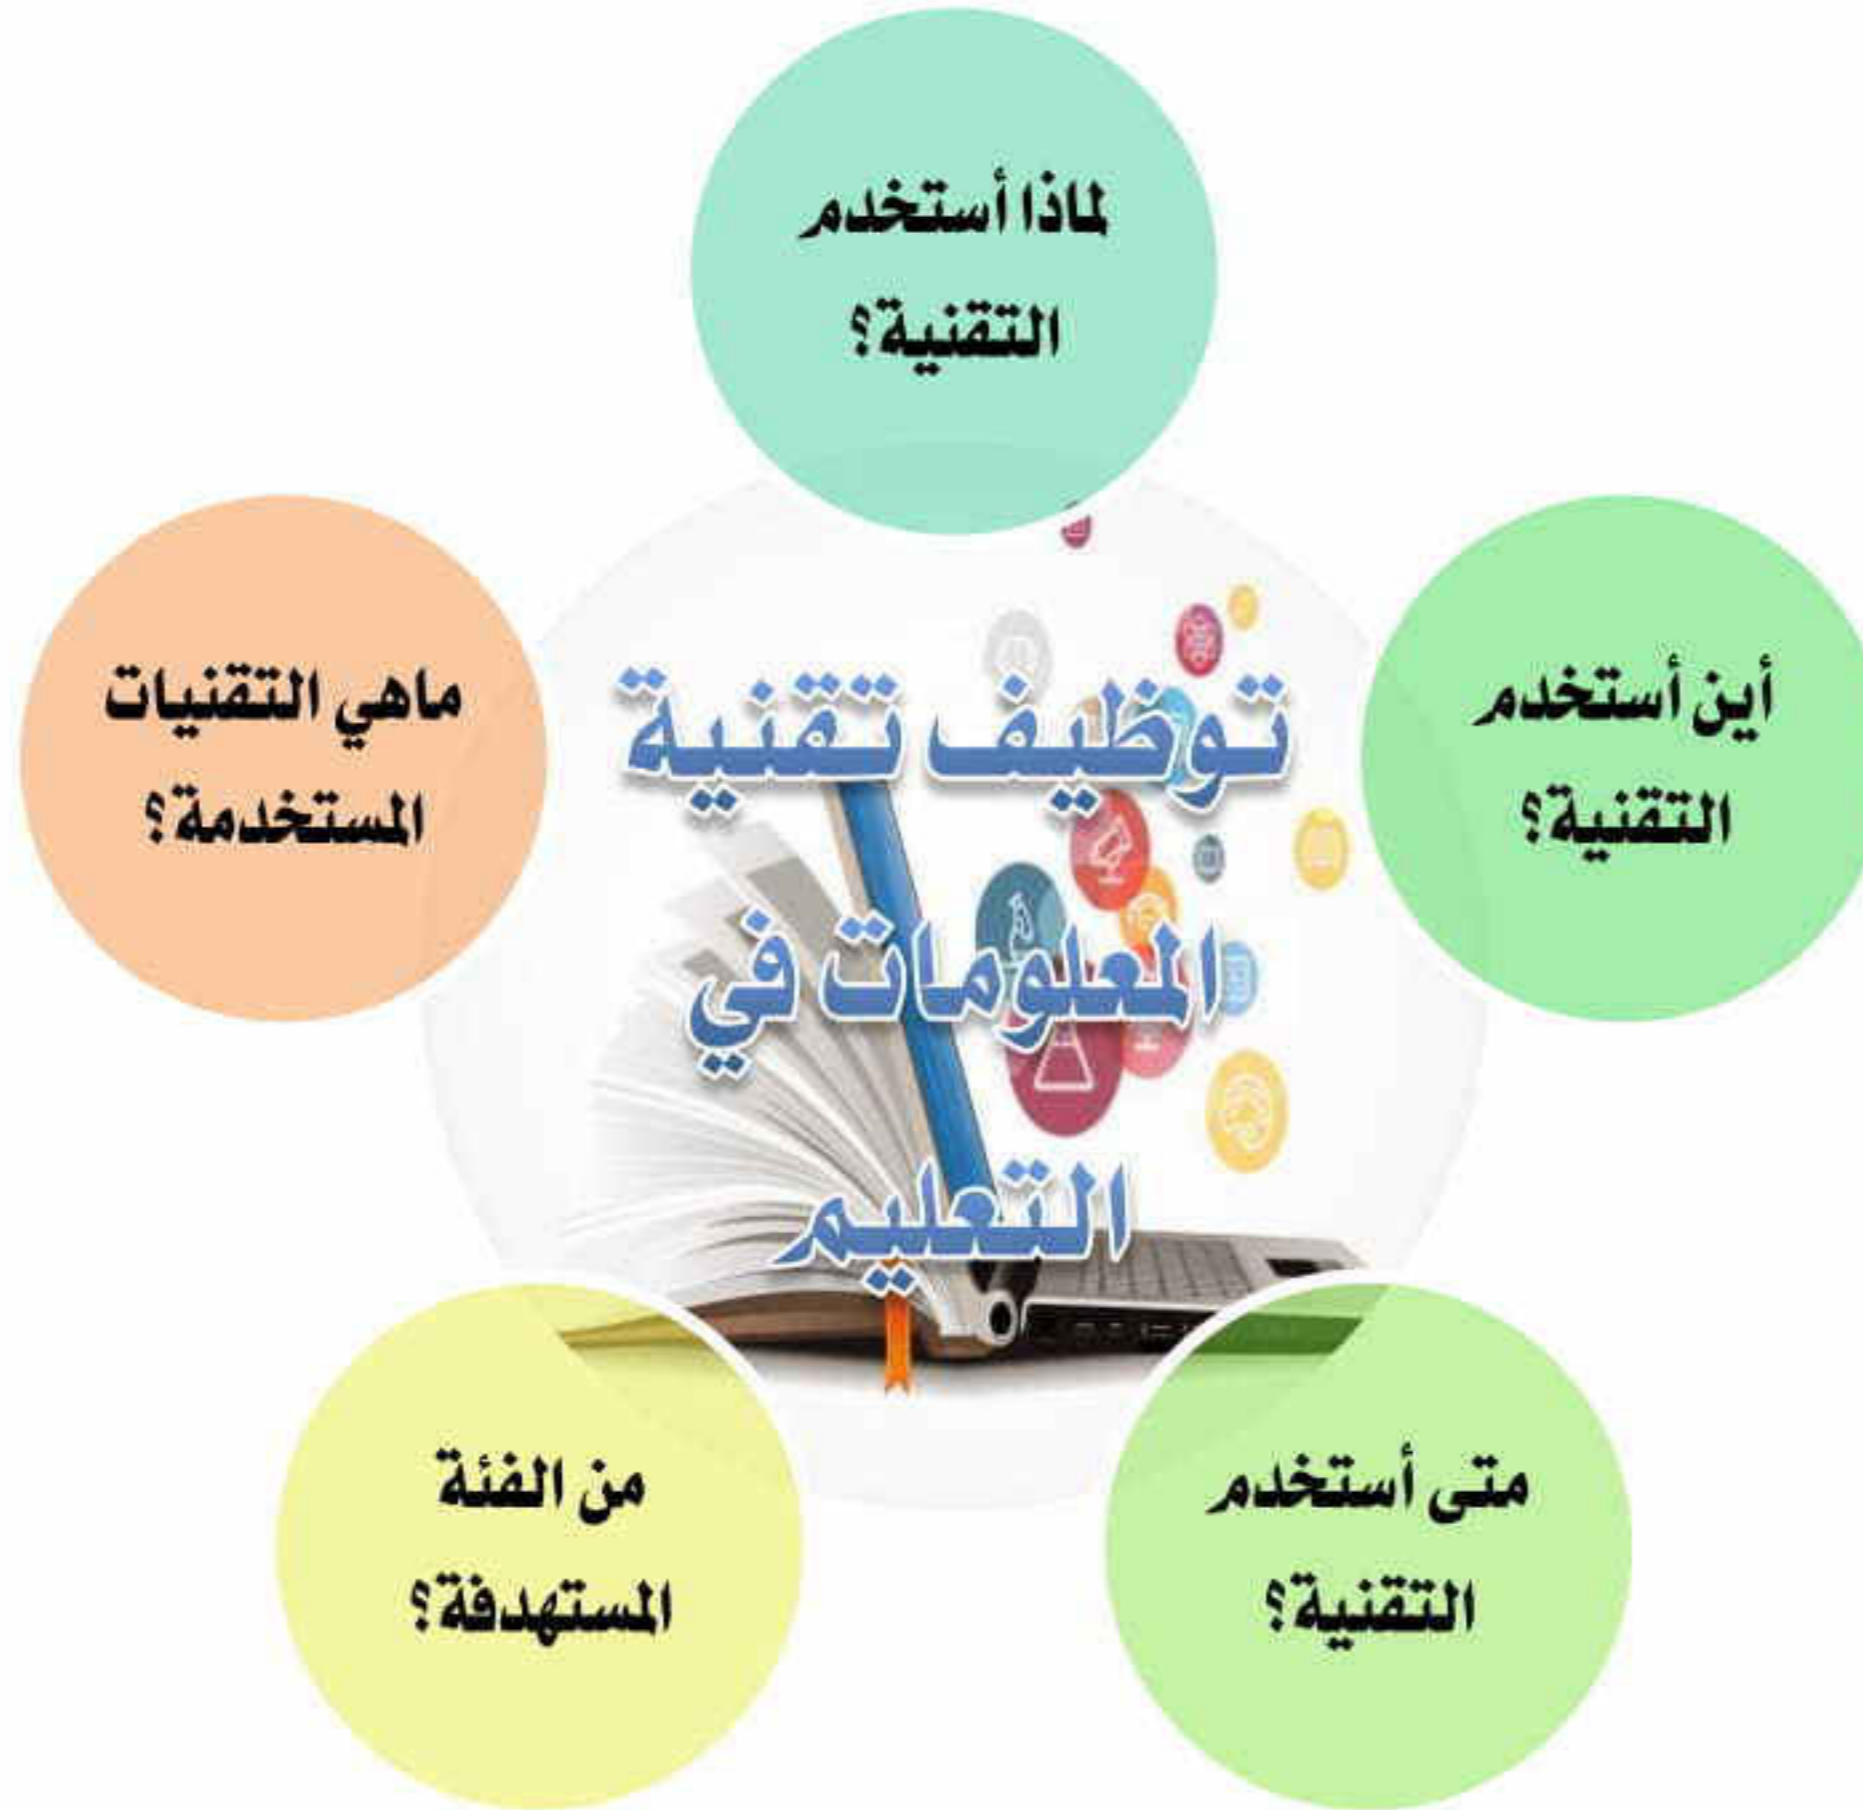 لماذا أستخدم
التقنية؟
أين أستخدم
التقنية؟
ماهي التقنيات
المستخدمة؟
توظيف تقنية
المعلومات في
التعليم
متى أستخدم
التقنية؟
من الفئة
المستهدفة؟